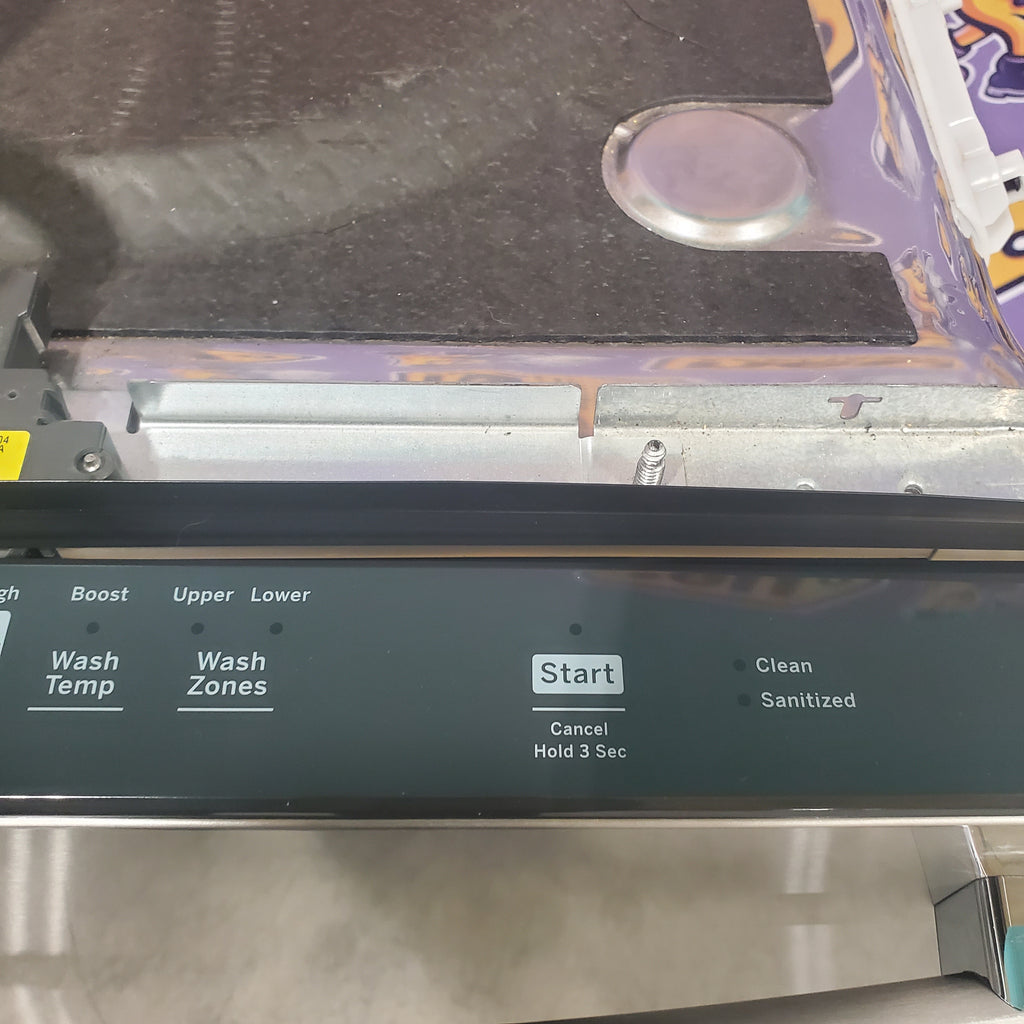 Boost
Upper Lower
Wash
Temp
Wash
Zones
Start
Cancel
Hold 3 Sec
Clean
Sanitized